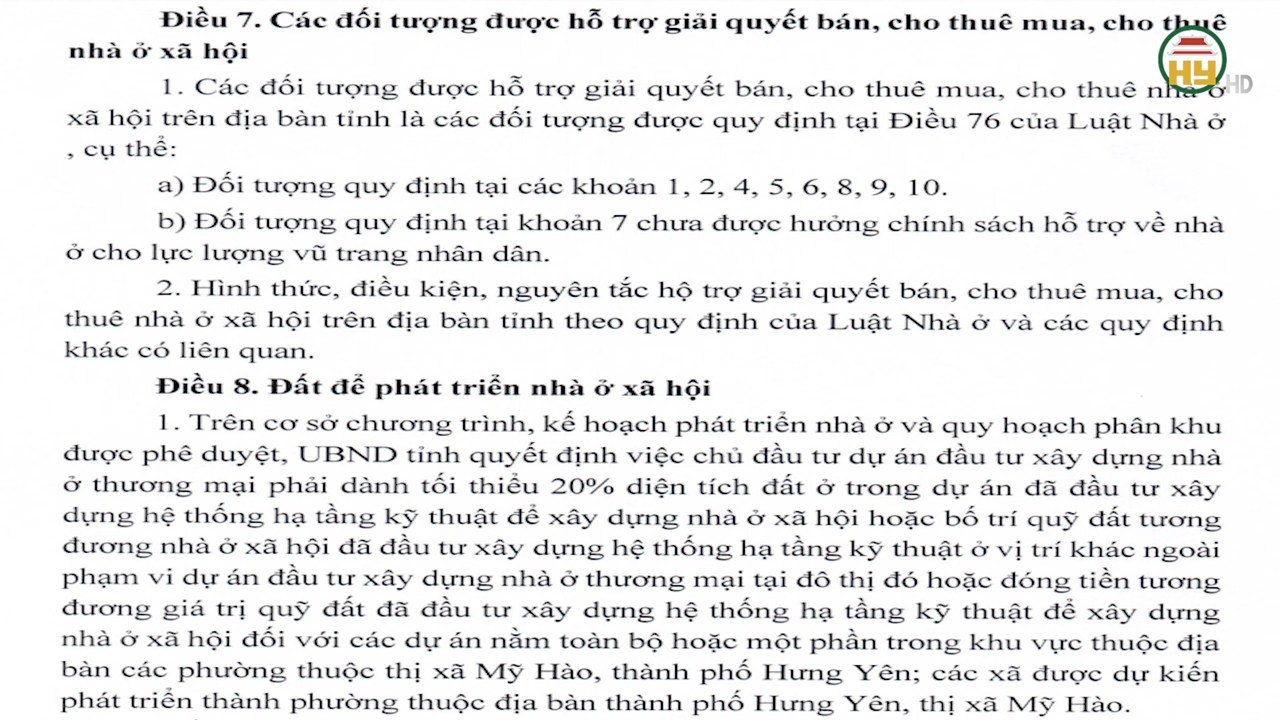 Điều 7. Các đối tượng được hỗ trợ giải quyết bán, cho thuê mua, cho thuê
nhà ở xã hội
1. Các đối tượng được hỗ trợ giải quyết bán, cho thuê mua, cho thuê nhà ở
xã hội trên địa bàn tỉnh là các đối tượng được quy định tại Điều 76 của Luật Nhà ở
, cụ thể:
a) Đối tượng quy định tại các khoản 1, 2, 4, 5, 6, 8, 9, 10.
b) Đối tượng quy định tại khoản 7 chưa được hưởng chính sách hỗ trợ về nhà
ở cho lực lượng vũ trang nhân dân.
2. Hình thức, điều kiện, nguyên tắc hộ trợ giải quyết bán, cho thuê mua, cho
thuê nhà ở xã hội trên địa bàn tỉnh theo quy định của Luật Nhà ở và các quy định
khác có liên quan.
Điều 8. Đất để phát triển nhà ở xã hội
1. Trên cơ sở chương trình, kế hoạch phát triển nhà ở và quy hoạch phân khu
được phê duyệt, UBND tỉnh quyết định việc chủ đầu tư dự án đầu tư xây dựng nhà
ở thương mại phải dành tối thiểu 20% diện tích đất ở trong dự án đã đầu tư xây
dựng hệ thống hạ tầng kỹ thuật để xây dựng nhà ở xã hội hoặc bố trí quỹ đất tương
đương nhà ở xã hội đã đầu tư xây dựng hệ thống hạ tầng kỹ thuật ở vị trí khác ngoài
phạm vi dự án đầu tư xây dựng nhà ở thương mại tại đô thị đó hoặc đóng tiền tương
đương giá trị quỹ đất đã đầu tư xây dựng hệ thống hạ tầng kỹ thuật để xây dựng
nhà ở xã hội đối với các dự án nằm toàn bộ hoặc một phần trong khu vực thuộc địa
bàn các phường thuộc thị xã Mỹ Hào, thành phố Hưng Yên; các xã được dự kiến
phát triển thành phường thuộc địa bàn thành phố Hưng Yên, thị xã Mỹ Hào.
HY.HD